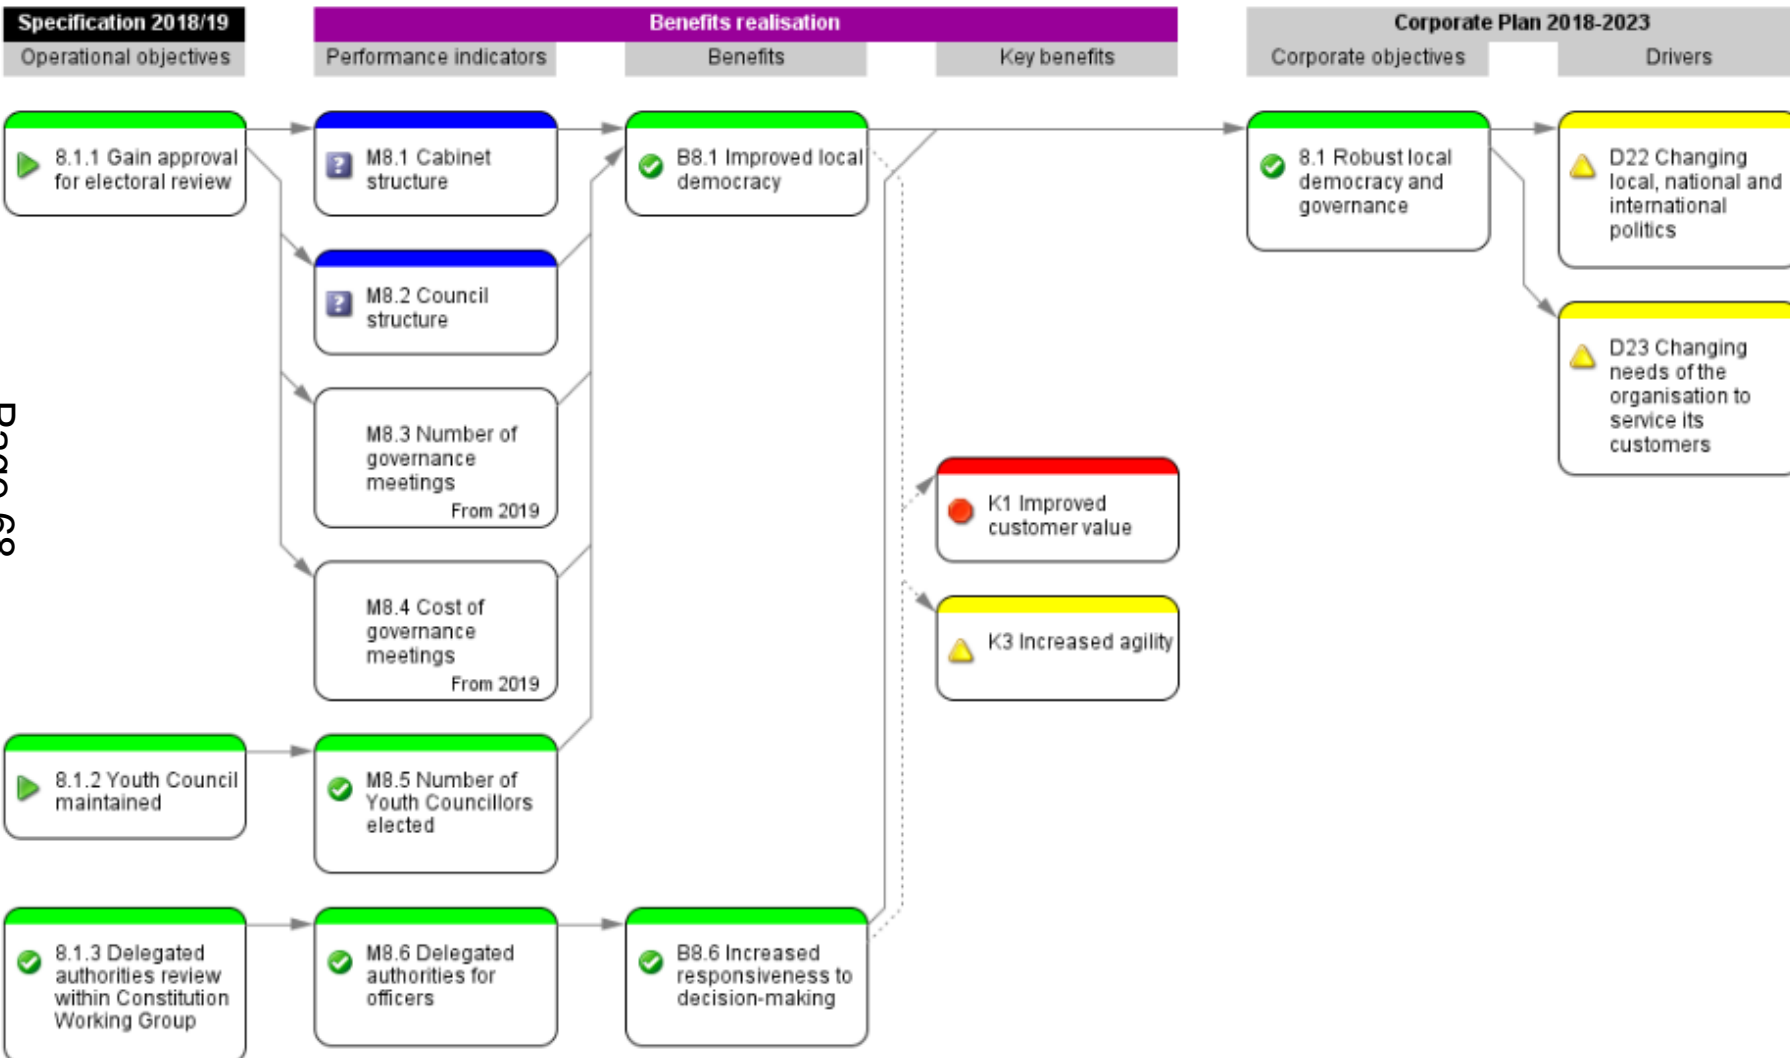 Specification 2018/19
Benefits realisation
Corporate Plan 2018-2023
Operational objectives
Performance indicators
Benefits
Key benefits
Corporate objectives
Drivers
8.1.1 Gain approval
for electoral review
M8.1 Cabinet
structure
B8.1 Improved local
democracy
8.1 Robust local
democracy and
governance
D22 Changing
local, national and
international
politics
M8.2 Council
structure
D23 Changing
needs of the
organisation to
service its
customers
M8.3 Number of
governance
meetings
From 2019
K1 Improved
customer value
M8.4 Cost of
governance
meetings
From 2019
K3 Increased agility
8.1.2 Youth Council
maintained
M8.5 Number of
Youth Councillors
elected
8.1.3 Delegated
authorities review
within Constitution
Working Group
M8.6 Delegated
authorities for
officers
B8.6 Increased
responsiveness to
decision-making
Page 68